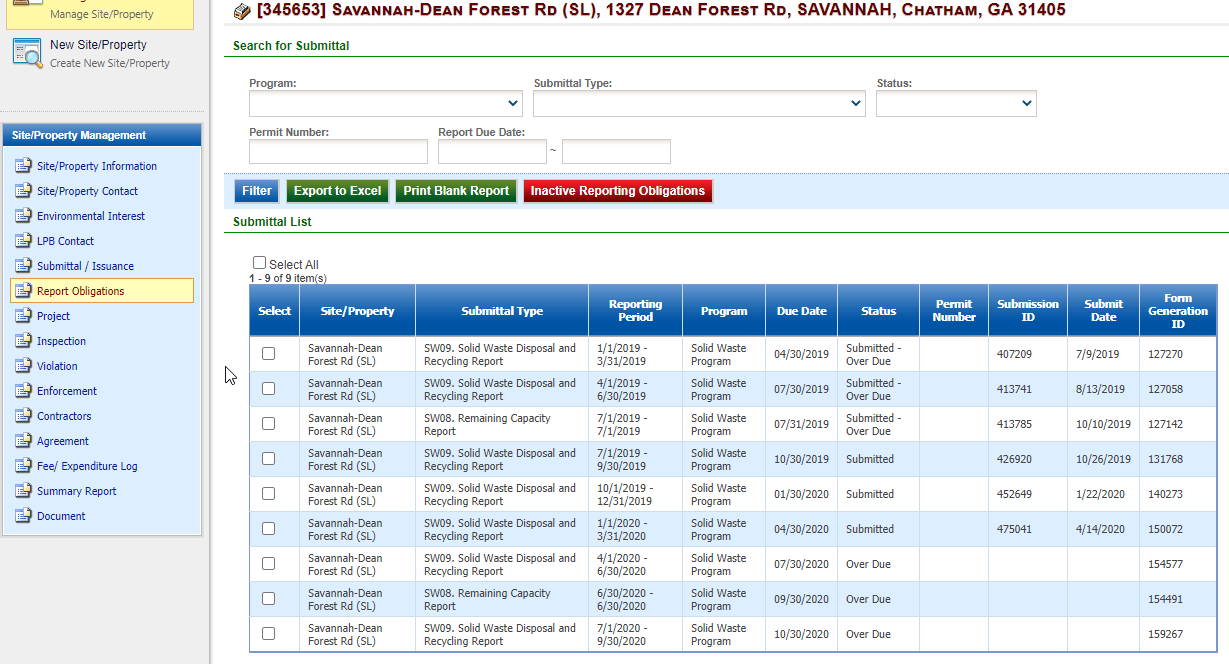 Manage Site/Property
New Site/Property
Create New Site/Property
Site/Property Management
Site/Property Information
Site/Property Contact
Environmental Interest
LPB Contact
Submittal / Issuance
Report Obligations
Project
Inspection
Violation
Enforcement
Contractors
Agreement
Fee/ Expenditure Log
Summary Report
Document
[345653] Savannah-Dean Forest Rd (SL), 1327 Dean Forest Rd, SAVANNAH, Chatham, GA 31405
Search for Submittal
Program: Submittal Type: Status:
Permit Number: Report Due Date:
~
Filter Export to Excel Print Blank Report Inactive Reporting Obligations
Submittal List
Select All
1 - 9 of 9 item(s)
Select Site/Property Submittal Type Reporting Period Program Due Date Status Permit Number Submission ID Submit Date Form Generation ID
Savannah-Dean Forest Rd (SL) SW09. Solid Waste Disposal and Recycling Report 1/1/2019 - 3/31/2019 Solid Waste Program 04/30/2019 Submitted - Over Due 407209 7/9/2019 127270
Savannah-Dean Forest Rd (SL) SW09. Solid Waste Disposal and Recycling Report 4/1/2019 - 6/30/2019 Solid Waste Program 07/30/2019 Submitted - Over Due 413741 8/13/2019 127058
Savannah-Dean Forest Rd (SL) SW08. Remaining Capacity Report 7/1/2019 - 7/1/2019 Solid Waste Program 07/31/2019 Submitted - Over Due 413785 10/10/2019 127142
Savannah-Dean Forest Rd (SL) SW09. Solid Waste Disposal and Recycling Report 7/1/2019 - 9/30/2019 Solid Waste Program 10/30/2019 Submitted 426920 10/26/2019 131768
Savannah-Dean Forest Rd (SL) SW09. Solid Waste Disposal and Recycling Report 10/1/2019 - 12/31/2019 Solid Waste Program 01/30/2020 Submitted 452649 1/22/2020 140273
Savannah-Dean Forest Rd (SL) SW09. Solid Waste Disposal and Recycling Report 1/1/2020 - 3/31/2020 Solid Waste Program 04/30/2020 Submitted 475041 4/14/2020 150072
Savannah-Dean Forest Rd (SL) SW09. Solid Waste Disposal and Recycling Report 4/1/2020 - 6/30/2020 Solid Waste Program 07/30/2020 Over Due 154577
Savannah-Dean Forest Rd (SL) SW08. Remaining Capacity Report 6/30/2020 - 6/30/2020 Solid Waste Program 09/30/2020 Over Due 154491
Savannah-Dean Forest Rd (SL) SW09. Solid Waste Disposal and Recycling Report 7/1/2020 - 9/30/2020 Solid Waste Program 10/30/2020 Over Due 159267